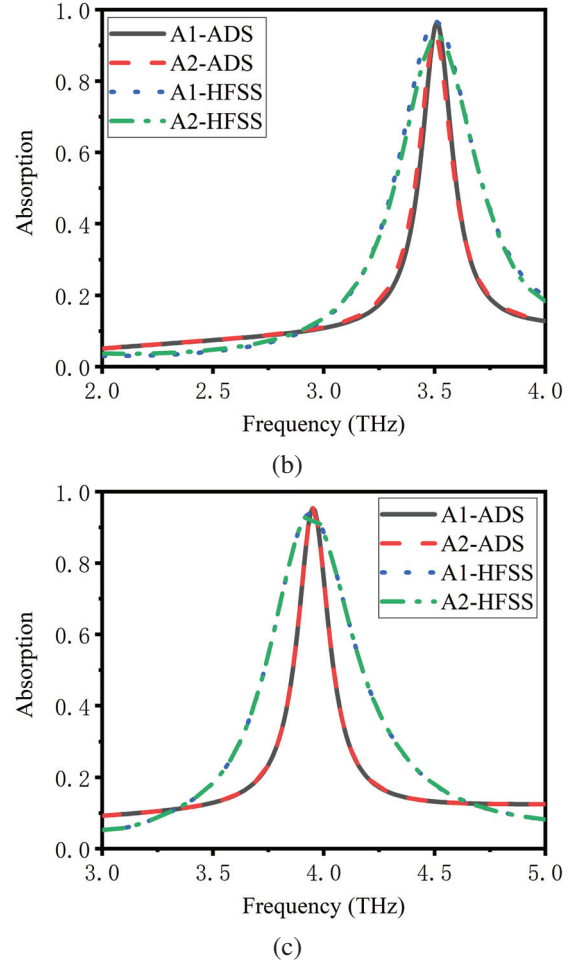 1.0
0.8
0.6
0.4
0.2
0.0
Absorption
A1-ADS
A2-ADS
A1-HFSS
A2-HFSS
2.0 2.5 3.0 3.5 4.0
Frequency (THz)
(b)
1.0
0.8
0.6
0.4
0.2
0.0
Absorption
A1-ADS
A2-ADS
A1-HFSS
A2-HFSS
3.0 3.5 4.0 4.5 5.0
Frequency (THz)
(c)